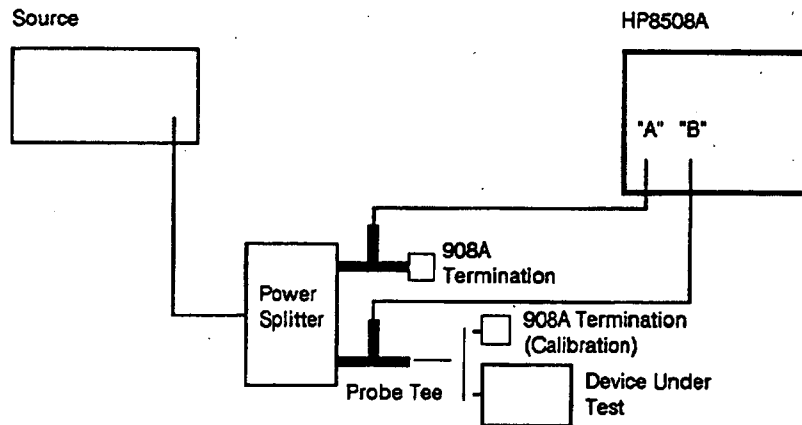 Source
HP8508A
"A" "B"
908A
Termination
Power
Splitter
908A Termination
(Calibration)
Probe Tee
Device Under
Test